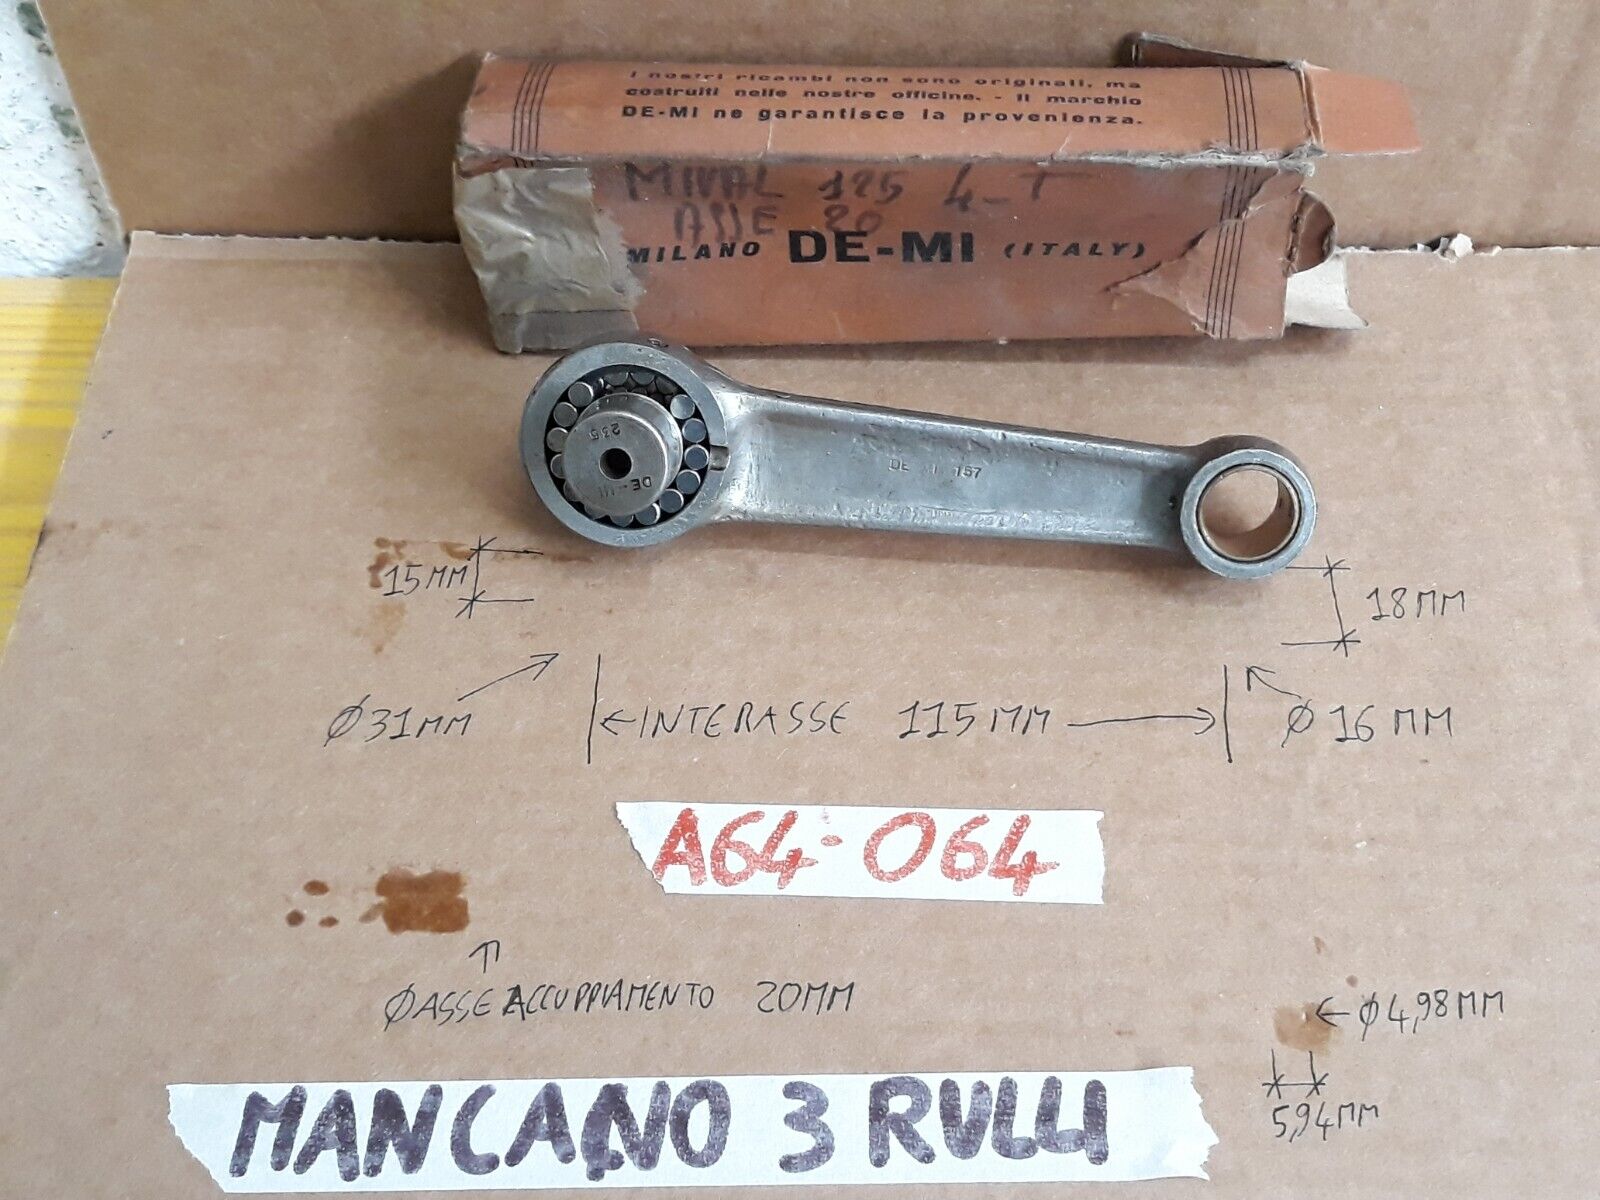 I nostri ricambi non sono originali, ma
costruiti nelle nostre officine. - Il marchio
DE-MI ne garantisce la provenienza.
MIVAL 125 4-T
ASSE 20
MILANO DE-MI (ITALY)
235
DE-MI
DE MI 157
15MM
18MM
Ø31MM
←INTERASSE 115MM→
Ø16MM
A64-064
ØASSE ACCUPPIAMENTO 20MM
←Ø4,98MM
5,94MM
MANCANO 3 RULLI